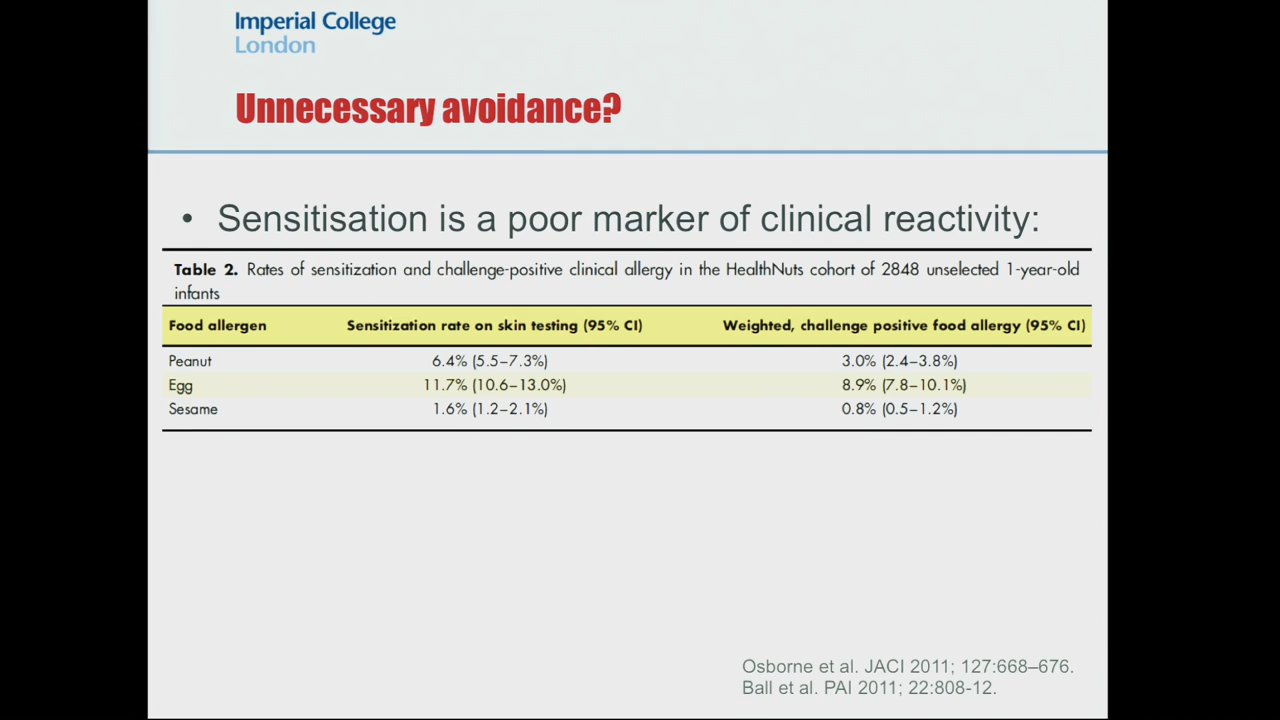 Imperial College
London
Unnecessary avoidance?
• Sensitisation is a poor marker of clinical reactivity:
Table 2. Rates of sensitization and challenge-positive clinical allergy in the HealthNuts cohort of 2848 unselected 1-year-old
infants
Food allergen Sensitization rate on skin testing (95% CI) Weighted, challenge positive food allergy (95% CI)
Peanut 6.4% (5.5–7.3%) 3.0% (2.4–3.8%)
Egg 11.7% (10.6–13.0%) 8.9% (7.8–10.1%)
Sesame 1.6% (1.2–2.1%) 0.8% (0.5–1.2%)
Osborne et al. JACI 2011; 127:668–676.
Ball et al. PAI 2011; 22:808-12.